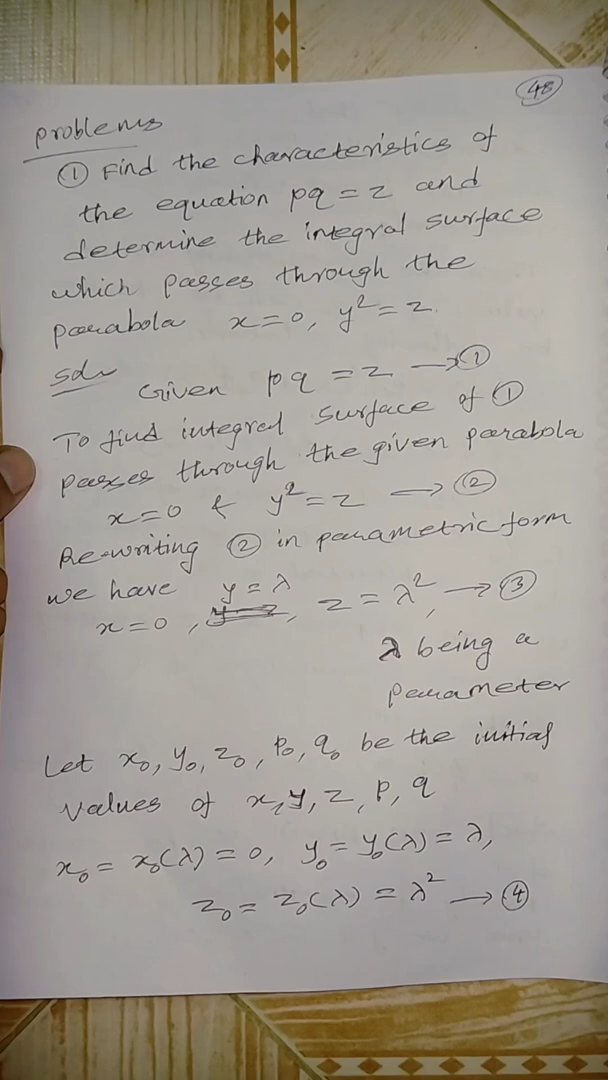 48
problems
① Find the characteristics of
the equation pq = z and
determine the integral surface
which passes through the
parabola x=0, y² = z.
Soln Given pq = z → ①
To find integral surface of ①
passes through the given parabola
x=0 & y² = z → ②
Re-writing ② in parametric form
we have y = λ
x=0, , z = λ², → ③
λ being a
parameter
Let x₀, y₀, z₀, p₀, q₀ be the initial
values of x, y, z, p, q
x₀ = x₀(λ) = 0, y₀ = y₀(λ) = λ,
z₀ = z₀(λ) = λ² → ④